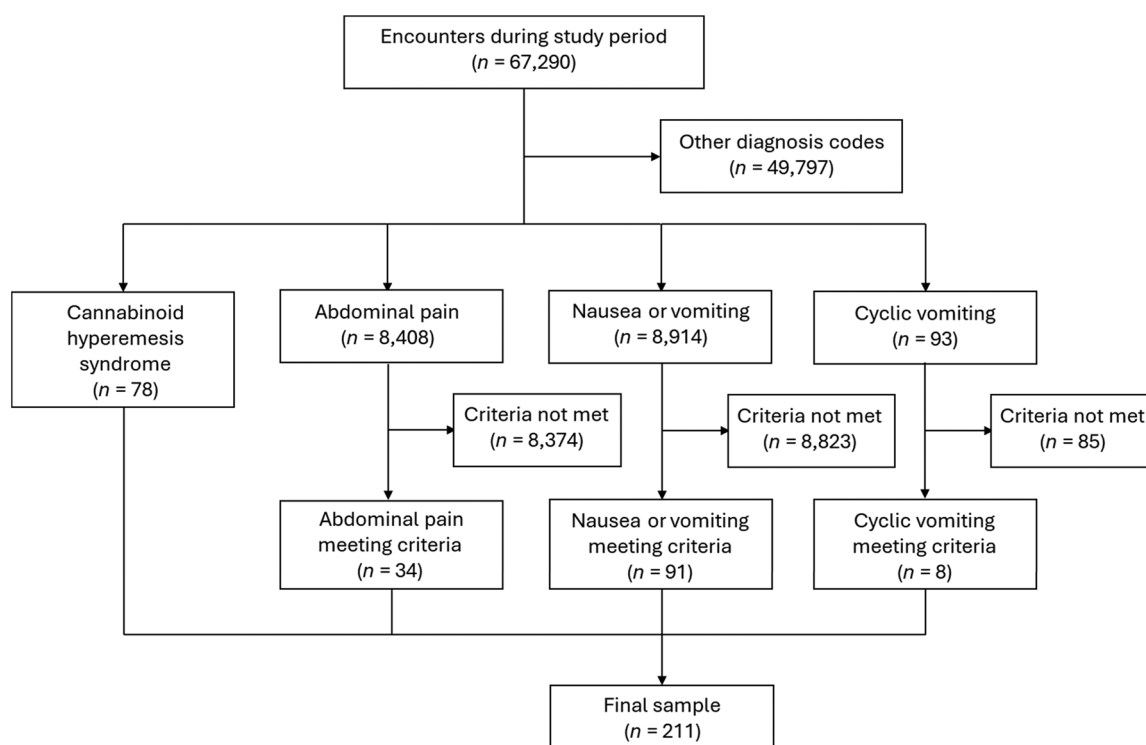 Encounters during study period
(n = 67,290)
Other diagnosis codes
(n = 49,797)
Cannabinoid
hyperemesis
syndrome
(n = 78)
Abdominal pain
(n = 8,408)
Nausea or vomiting
(n = 8,914)
Cyclic vomiting
(n = 93)
Criteria not met
(n = 8,374)
Criteria not met
(n = 8,823)
Criteria not met
(n = 85)
Abdominal pain
meeting criteria
(n = 34)
Nausea or vomiting
meeting criteria
(n = 91)
Cyclic vomiting
meeting criteria
(n = 8)
Final sample
(n = 211)